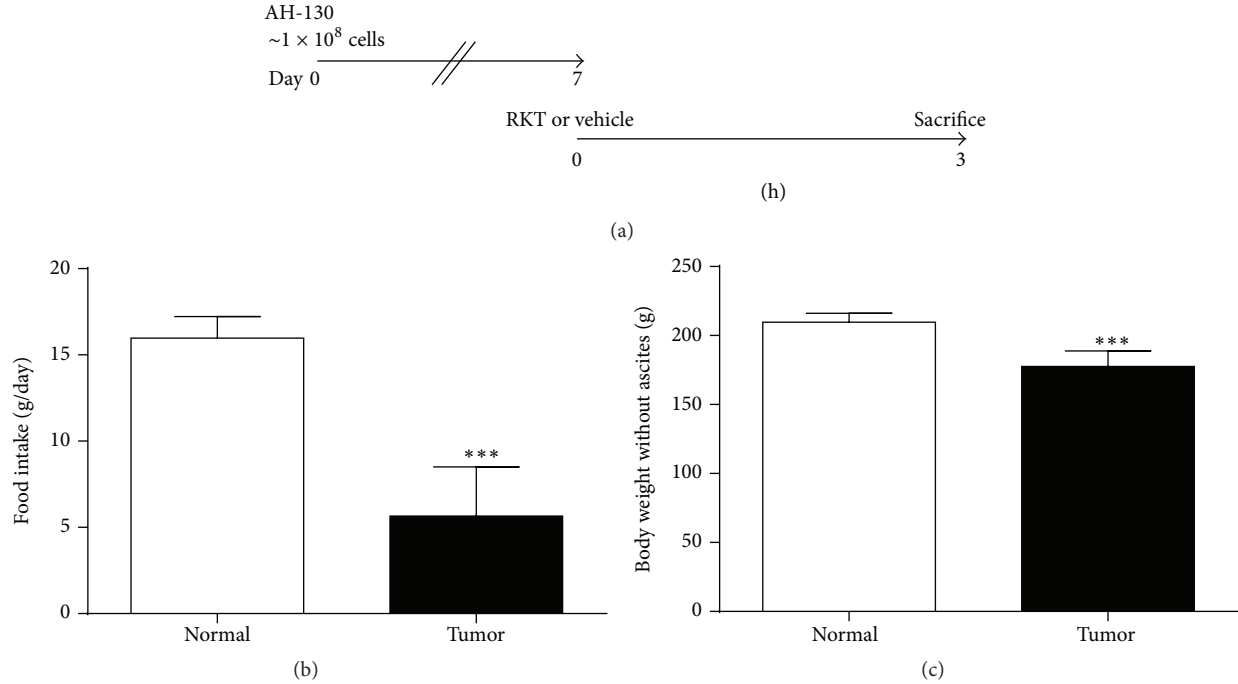 AH-130
~1 × 10⁸ cells
Day 0
7
RKT or vehicle
Sacrifice
0
3
(h)
(a)
20
15
10
5
0
Food intake (g/day)
***
Normal
Tumor
(b)
250
200
150
100
50
0
Body weight without ascites (g)
***
Normal
Tumor
(c)